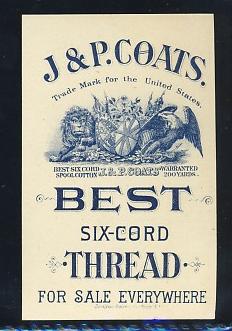 J. & P. COATS.
Trade Mark for the United States.
BEST SIX CORD SPOOL COTTON J. & P. COATS WARRANTED 200 YARDS.
BEST
SIX-CORD
THREAD
FOR SALE EVERYWHERE